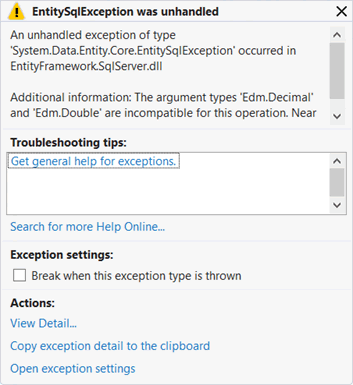 EntitySqlException was unhandled
An unhandled exception of type
'System.Data.Entity.Core.EntitySqlException' occurred in
EntityFramework.SqlServer.dll
Additional information: The argument types 'Edm.Decimal'
and 'Edm.Double' are incompatible for this operation. Near
Troubleshooting tips:
Get general help for exceptions.
Search for more Help Online...
Exception settings:
Break when this exception type is thrown
Actions:
View Detail...
Copy exception detail to the clipboard
Open exception settings